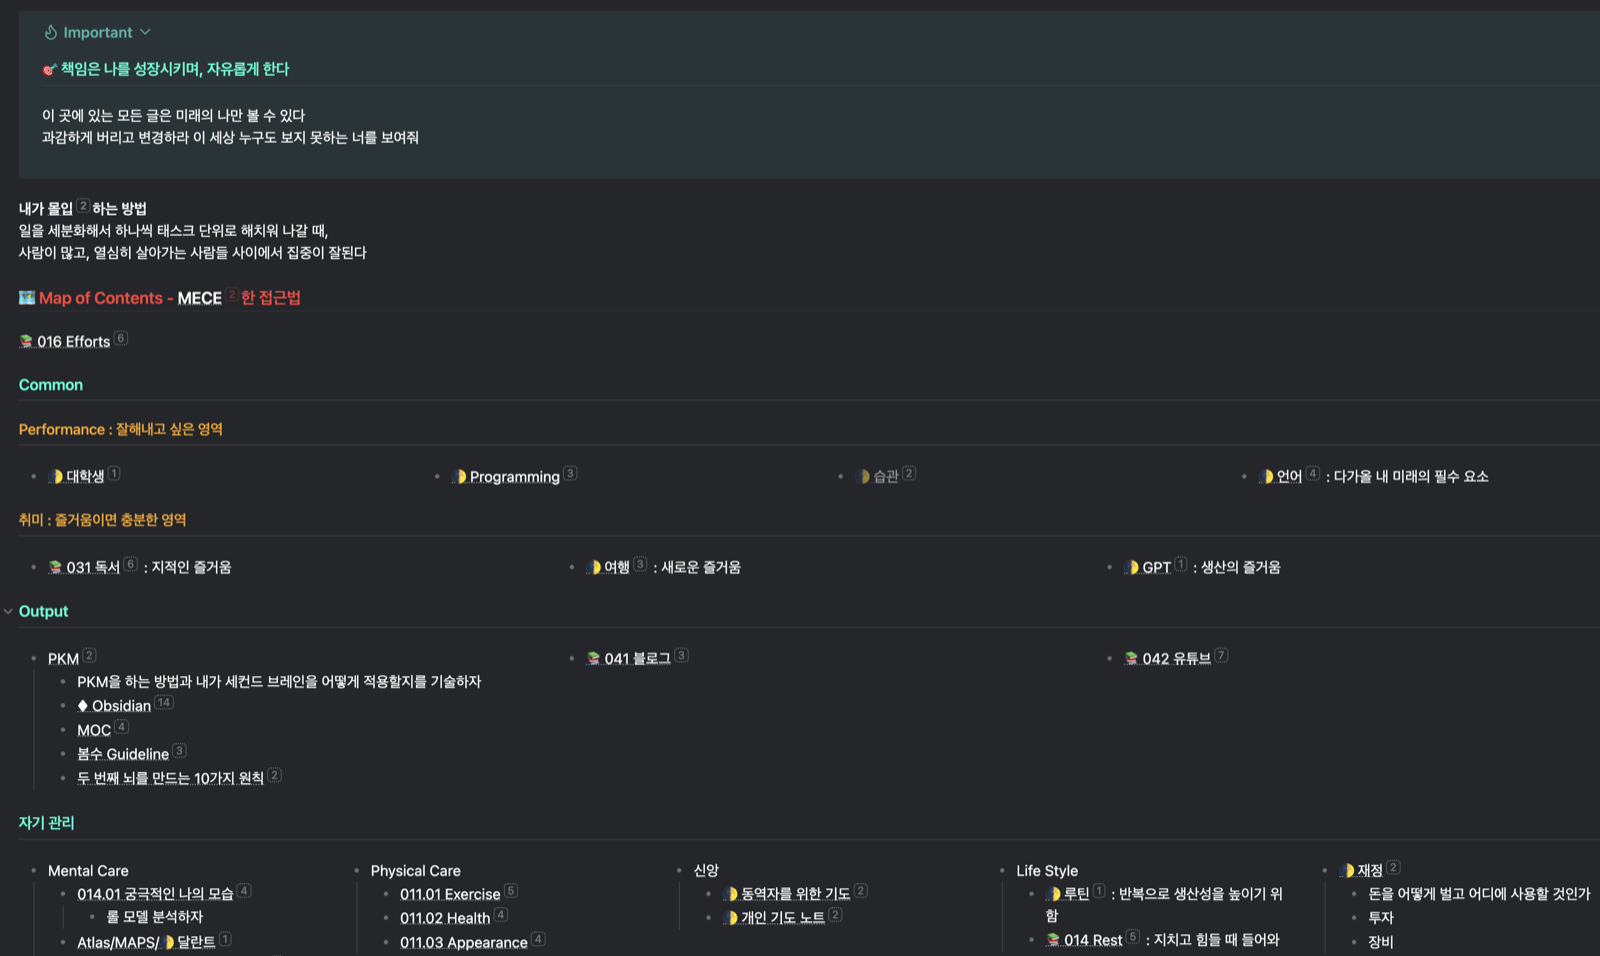 Important
🎯 책임은 나를 성장시키며, 자유롭게 한다
이 곳에 있는 모든 글은 미래의 나만 볼 수 있다
과감하게 버리고 변경하라 이 세상 누구도 보지 못하는 너를 보여줘
내가 몰입 2 하는 방법
일을 세분화해서 하나씩 태스크 단위로 해치워 나갈 때,
사람이 많고, 열심히 살아가는 사람들 사이에서 집중이 잘된다
🗺️ Map of Contents - MECE 2 한 접근법
📚 016 Efforts 6
Common
Performance : 잘해내고 싶은 영역
🌓 대학생 1
🌓 Programming 3
🌓 습관 2
🌓 언어 4 : 다가올 내 미래의 필수 요소
취미 : 즐거움이면 충분한 영역
📚 031 독서 6 : 지적인 즐거움
🌓 여행 3 : 새로운 즐거움
🌓 GPT 1 : 생산의 즐거움
Output
PKM 2
PKM을 하는 방법과 내가 세컨드 브레인을 어떻게 적용할지를 기술하자
♦ Obsidian 14
MOC 4
봄수 Guideline 3
두 번째 뇌를 만드는 10가지 원칙 2
📚 041 블로그 3
📚 042 유튜브 7
자기 관리
Mental Care
014.01 궁극적인 나의 모습 4
롤 모델 분석하자
Atlas/MAPS/🌓 달란트 1
Physical Care
011.01 Exercise 5
011.02 Health 4
011.03 Appearance 4
신앙
🌓 동역자를 위한 기도 2
🌓 개인 기도 노트 2
Life Style
🌓 루틴 1 : 반복으로 생산성을 높이기 위
함
📚 014 Rest 5 : 지치고 힘들 때 들어와
🌓 재정 2
돈을 어떻게 벌고 어디에 사용할 것인가
투자
장비